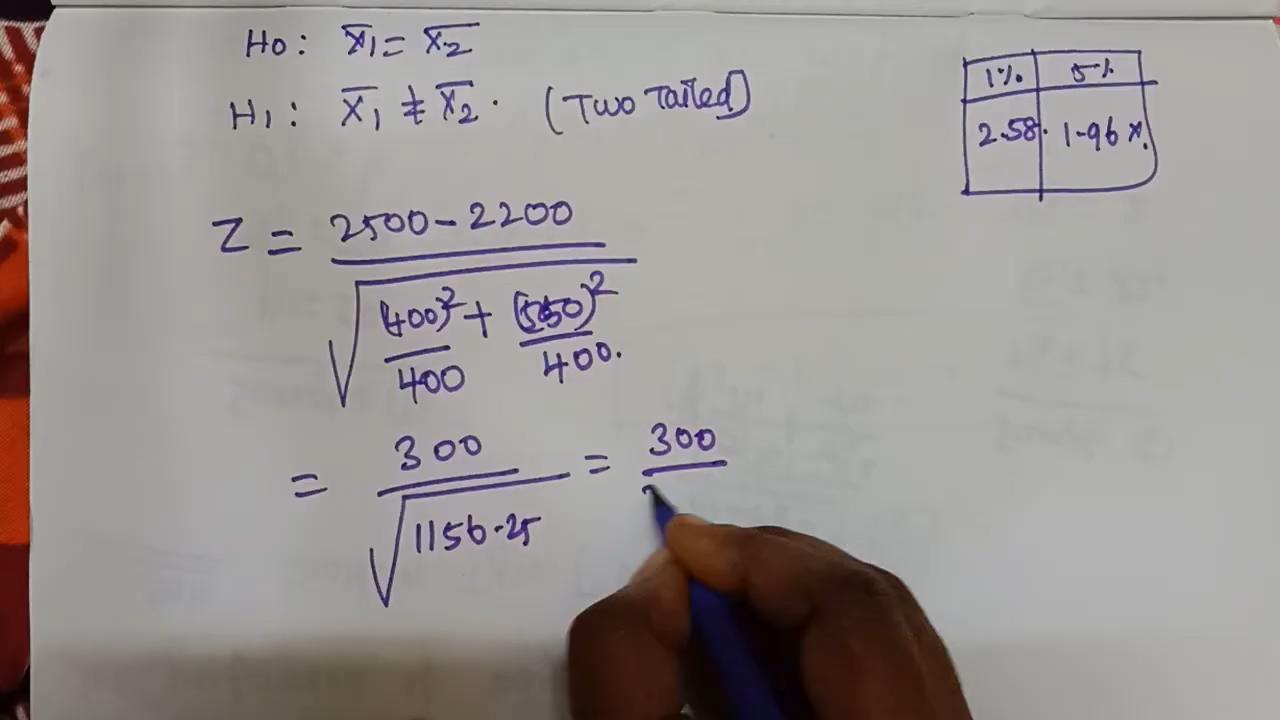 H0: X̄1 = X̄2
H1: X̄1 ≠ X̄2. (Two Tailed)
1% 5%
2.58. 1.96 *.
Z = 2500-2200
√ (400)²/400 + (550)²/400.
= 300/√1156.25 = 300